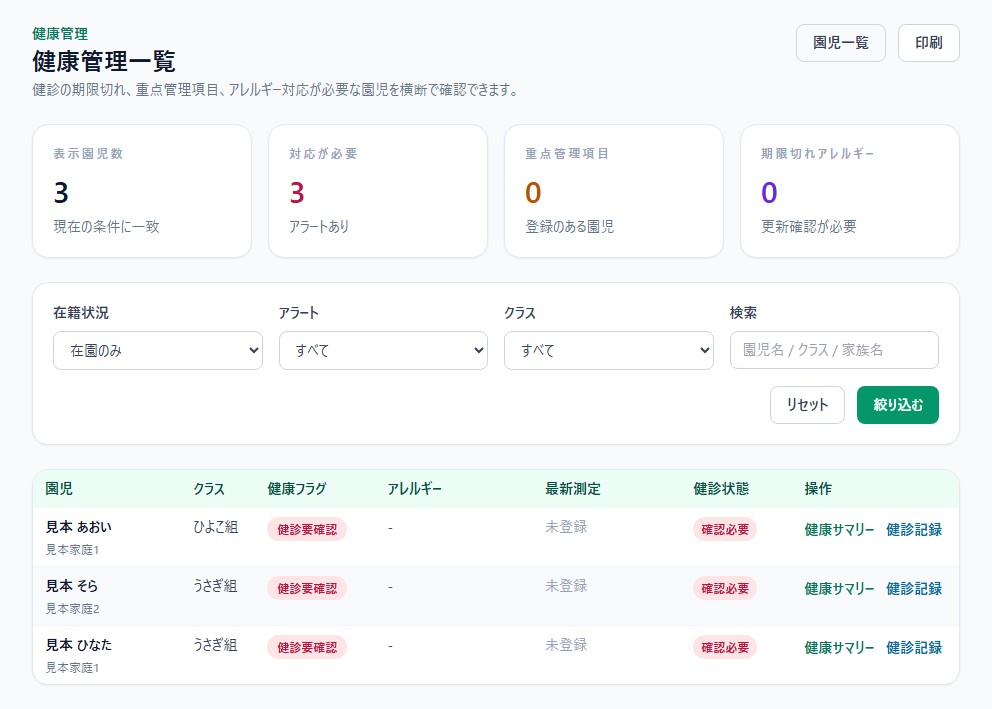 健康管理
健康管理一覧
健診の期限切れ、重点管理項目、アレルギー対応が必要な園児を横断で確認できます。
園児一覧 印刷
表示園児数 対応が必要 重点管理項目 期限切れアレルギー
3 3 0 0
現在の条件に一致 アラートあり 登録のある園児 更新確認が必要
在籍状況 アラート クラス 検索
在園のみ すべて すべて 園児名 / クラス / 家族名
リセット 絞り込む
園児 クラス 健康フラグ アレルギー 最新測定 健診状態 操作
見本 あおい ひよこ組 健診要確認 - 未登録 確認必要 健康サマリー 健診記録
見本家庭1
見本 そら うさぎ組 健診要確認 - 未登録 確認必要 健康サマリー 健診記録
見本家庭2
見本 ひなた うさぎ組 健診要確認 - 未登録 確認必要 健康サマリー 健診記録
見本家庭1